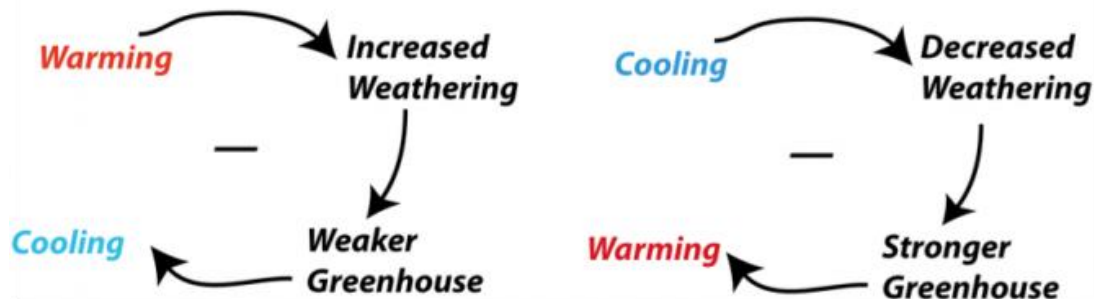 Warming
Increased
Weathering
—
Cooling
Weaker
Greenhouse
Cooling
Decreased
Weathering
—
Warming
Stronger
Greenhouse